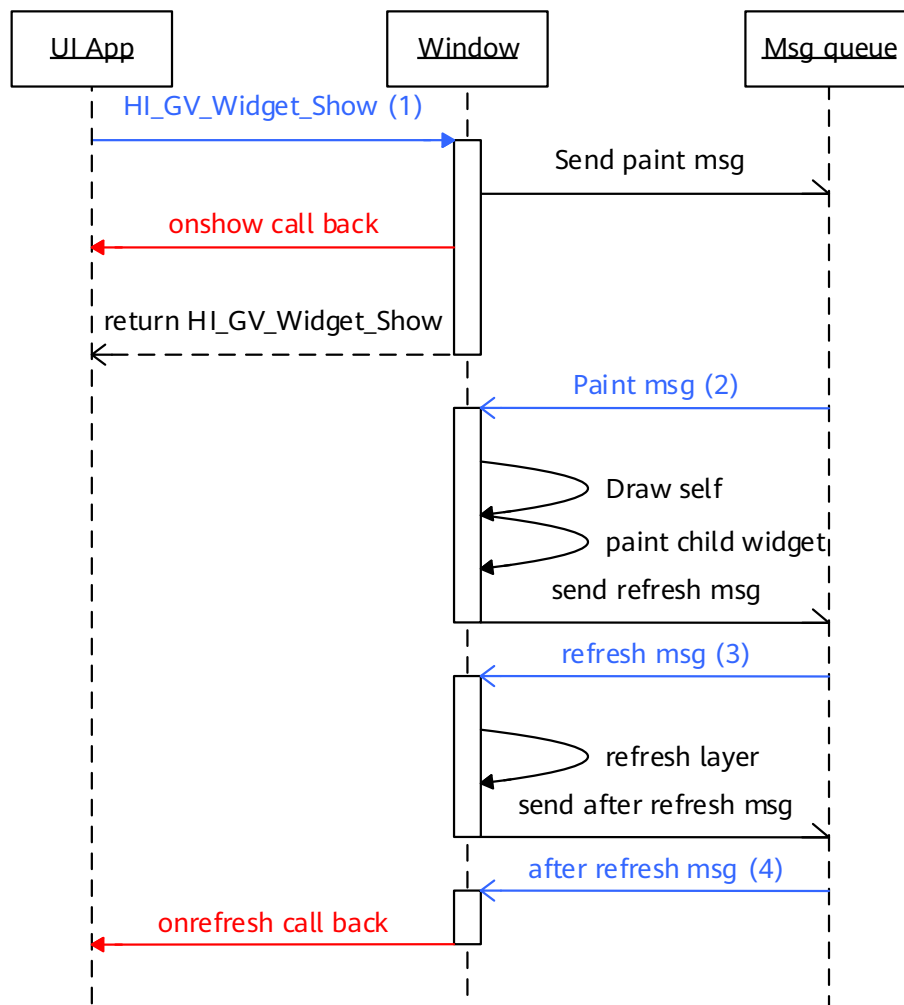 UI App
Window
Msg queue
HI_GV_Widget_Show (1)
Send paint msg
onshow call back
return HI_GV_Widget_Show
Paint msg (2)
Draw self
paint child widget
send refresh msg
refresh msg (3)
refresh layer
send after refresh msg
after refresh msg (4)
onrefresh call back